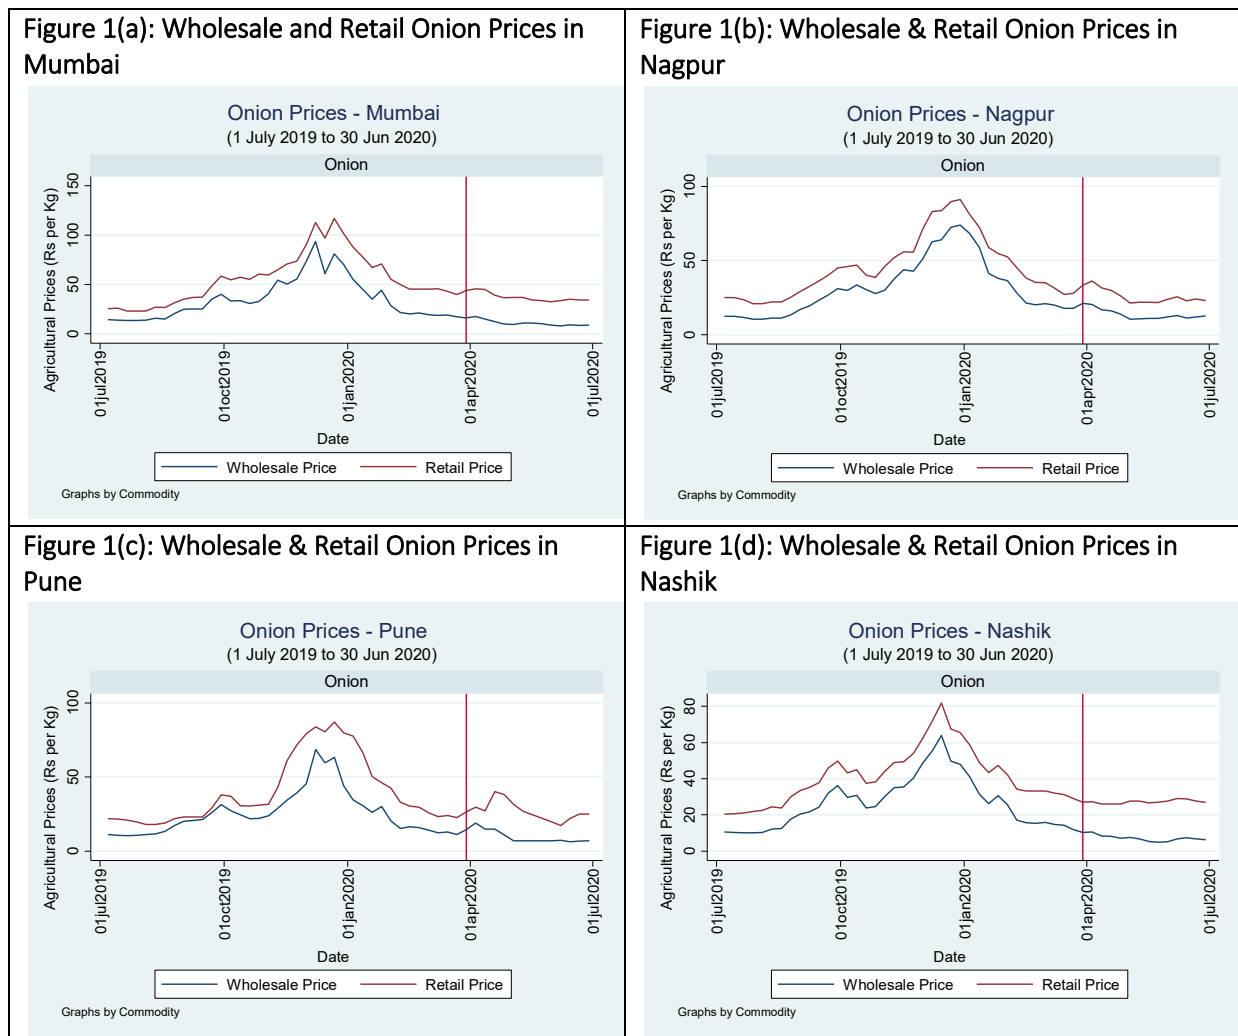 Figure 1(a): Wholesale and Retail Onion Prices in
Mumbai
Onion Prices - Mumbai
(1 July 2019 to 30 Jun 2020)
Onion
Agricultural Prices (Rs per Kg)
150
100
50
0
01jul2019
01oct2019
01jan2020
01apr2020
01jul2020
Date
Wholesale Price
Retail Price
Graphs by Commodity
Figure 1(b): Wholesale & Retail Onion Prices in
Nagpur
Onion Prices - Nagpur
(1 July 2019 to 30 Jun 2020)
Onion
Agricultural Prices (Rs per Kg)
100
50
0
01jul2019
01oct2019
01jan2020
01apr2020
01jul2020
Date
Wholesale Price
Retail Price
Graphs by Commodity
Figure 1(c): Wholesale & Retail Onion Prices in
Pune
Onion Prices - Pune
(1 July 2019 to 30 Jun 2020)
Onion
Agricultural Prices (Rs per Kg)
100
50
0
01jul2019
01oct2019
01jan2020
01apr2020
01jul2020
Date
Wholesale Price
Retail Price
Graphs by Commodity
Figure 1(d): Wholesale & Retail Onion Prices in
Nashik
Onion Prices - Nashik
(1 July 2019 to 30 Jun 2020)
Onion
Agricultural Prices (Rs per Kg)
80
60
40
20
0
01jul2019
01oct2019
01jan2020
01apr2020
01jul2020
Date
Wholesale Price
Retail Price
Graphs by Commodity